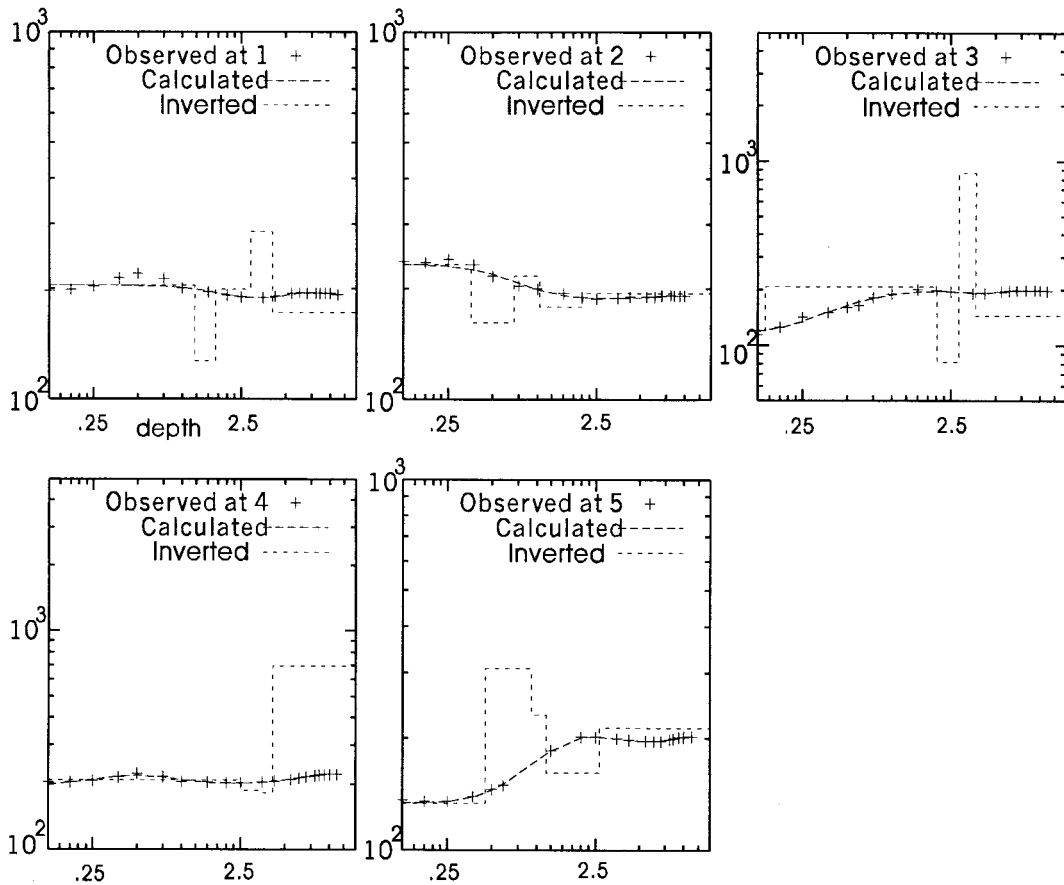 10^3
Observed at 1 +
Calculated
Inverted
10^2
.25
2.5
depth
10^3
Observed at 2 +
Calculated
Inverted
10^2
.25
2.5
Observed at 3 +
Calculated
Inverted
10^3
10^2
.25
2.5
Observed at 4 +
Calculated
Inverted
10^3
10^2
.25
2.5
10^3
Observed at 5 +
Calculated
Inverted
10^2
.25
2.5